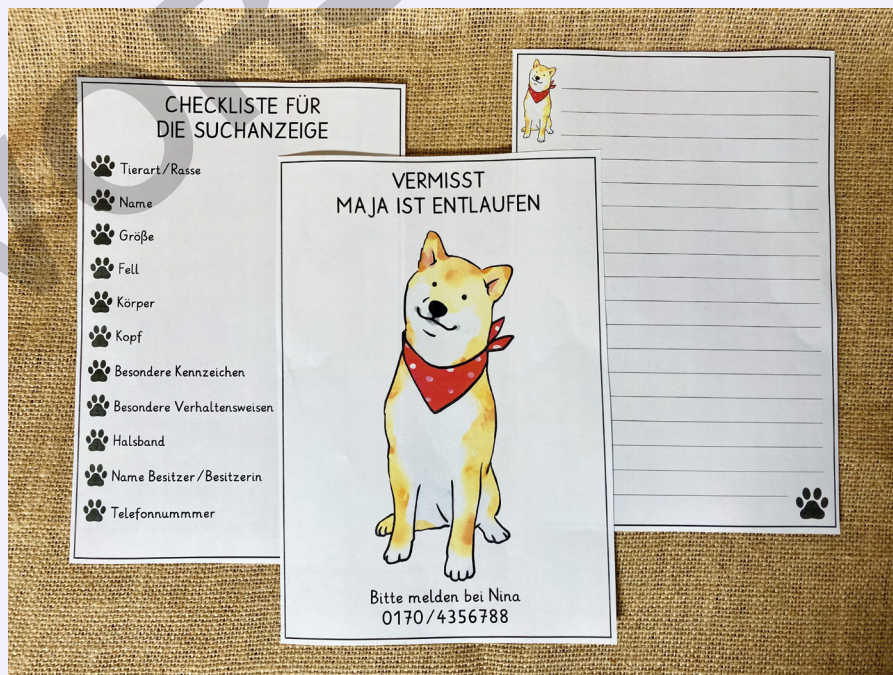 CHECKLISTE FÜR
DIE SUCHANZEIGE
Tierart/Rasse
Name
Größe
Fell
Körper
Kopf
Besondere Kennzeichen
Besondere Verhaltensweisen
Halsband
Name Besitzer/Besitzerin
Telefonnummmer
VERMISST
MAJA IST ENTLAUFEN
Bitte melden bei Nina
0170/4356788